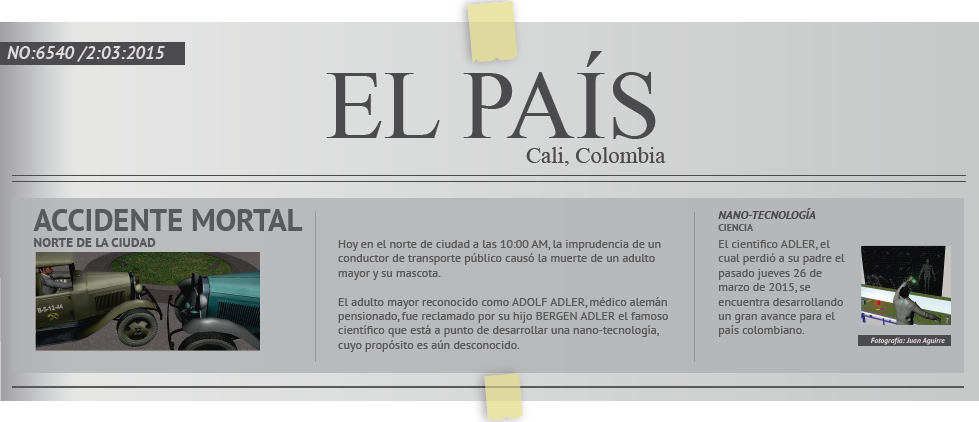 NO:6540 /2:03:2015
EL PAÍS
Cali, Colombia
ACCIDENTE MORTAL
NORTE DE LA CIUDAD
B-5-12-44
Hoy en el norte de ciudad a las 10:00 AM, la imprudencia de un
conductor de transporte público causó la muerte de un adulto
mayor y su mascota.
El adulto mayor reconocido como ADOLF ADLER, médico alemán
pensionado, fue reclamado por su hijo BERGEN ADLER el famoso
científico que està a punto de desarrollar una nano-tecnología,
cuyo propósito es aún desconocido.
NANO-TECNOLOGÍA
CIENCIA
El cientifico ADLER, el
cual perdió a su padre el
pasado jueves 26 de
marzo de 2015, se
encuentra desarrollando
un gran avance para el
país colombiano.
Fotografía: Juan Aguirre